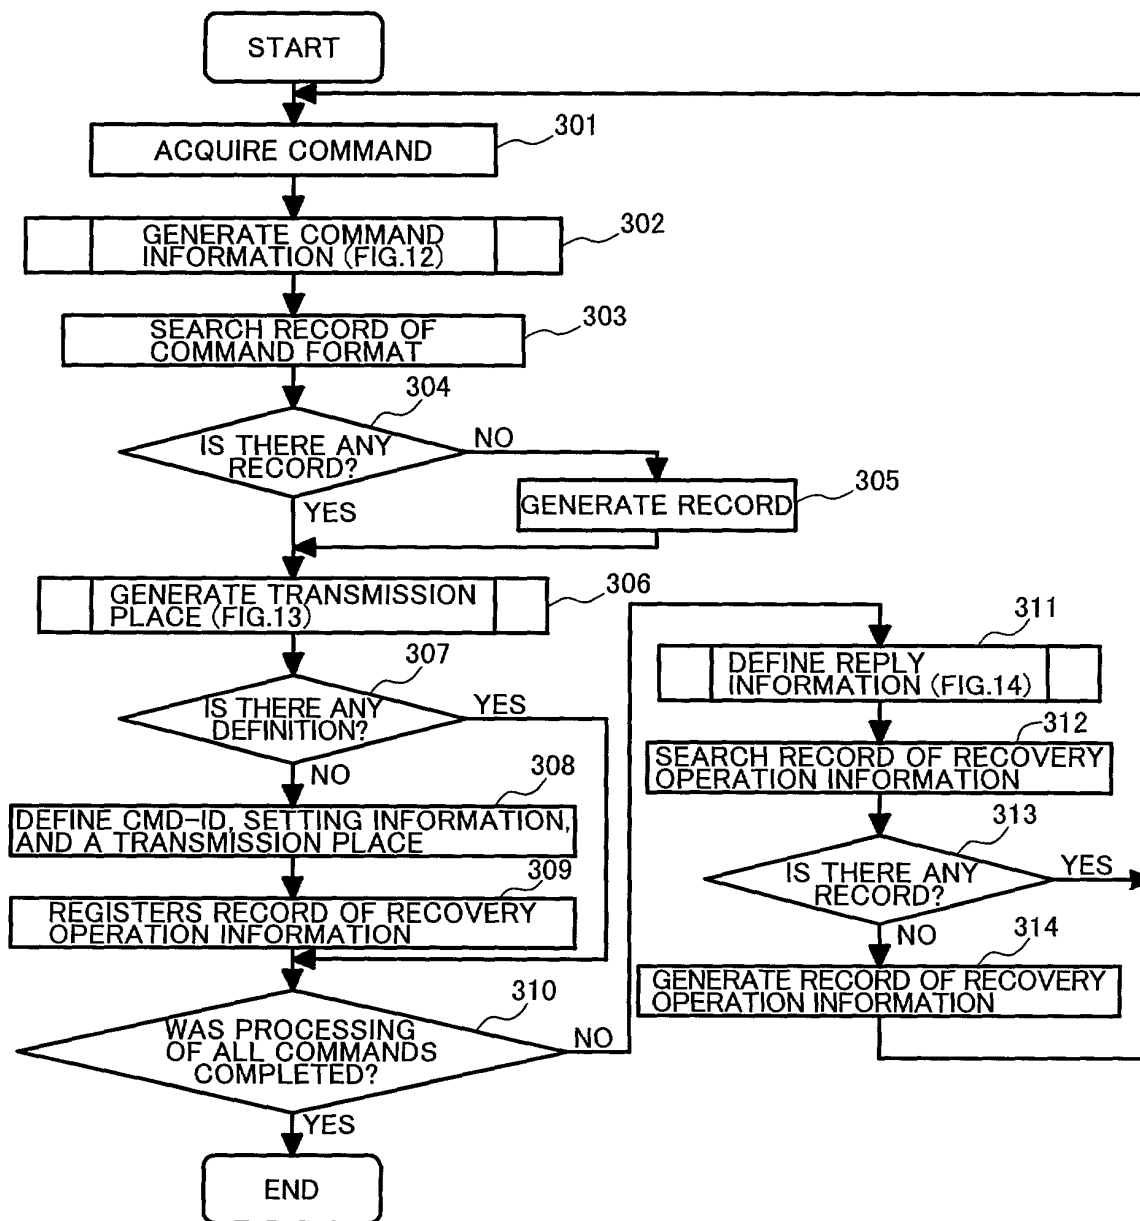 START
301
ACQUIRE COMMAND
302
GENERATE COMMAND
INFORMATION (FIG.12)
303
SEARCH RECORD OF
COMMAND FORMAT
304
IS THERE ANY
RECORD?
NO
YES
305
GENERATE RECORD
306
GENERATE TRANSMISSION
PLACE (FIG.13)
307
IS THERE ANY
DEFINITION?
YES
NO
308
DEFINE CMD-ID, SETTING INFORMATION,
AND A TRANSMISSION PLACE
309
REGISTERS RECORD OF RECOVERY
OPERATION INFORMATION
310
WAS PROCESSING
OF ALL COMMANDS
COMPLETED?
NO
YES
END
311
DEFINE REPLY
INFORMATION (FIG.14)
312
SEARCH RECORD OF RECOVERY
OPERATION INFORMATION
313
IS THERE ANY
RECORD?
YES
NO
314
GENERATE RECORD OF RECOVERY
OPERATION INFORMATION